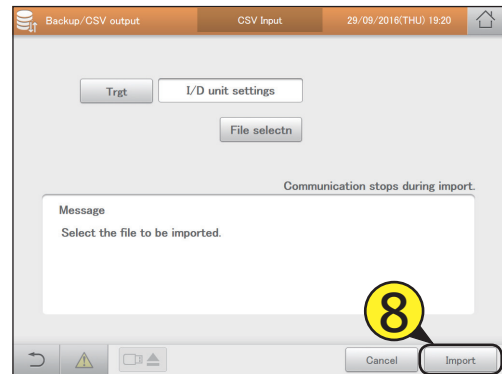 Backup/CSV output CSV Input 29/09/2016(THU) 19:20
Trgt I/D unit settings
File selectn
Communication stops during import.
Message
Select the file to be imported.
8
Cancel Import